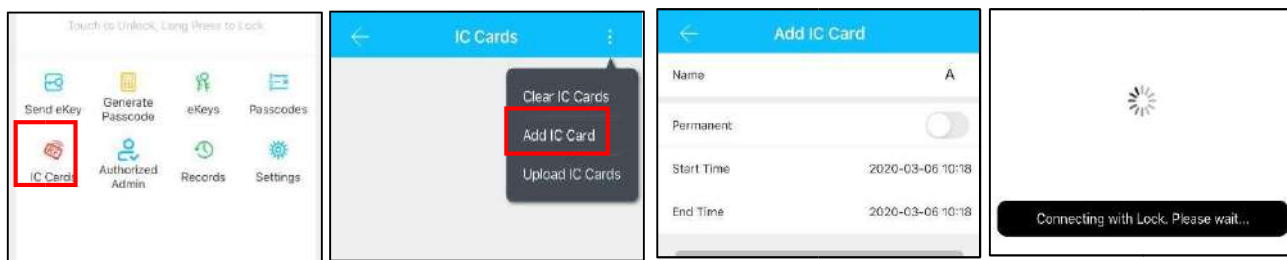 Touch to Unlock, Long Press to Lock
Send eKey
Generate
Passcode
eKeys
Passcodes
IC Cards
Authorized
Admin
Records
Settings
IC Cards
Clear IC Cards
Add IC Card
Upload IC Cards
Add IC Card
Name A
Permanent
Start Time 2020-03-06 10:18
End Time 2020-03-06 10:18
Connecting with Lock. Please wait...